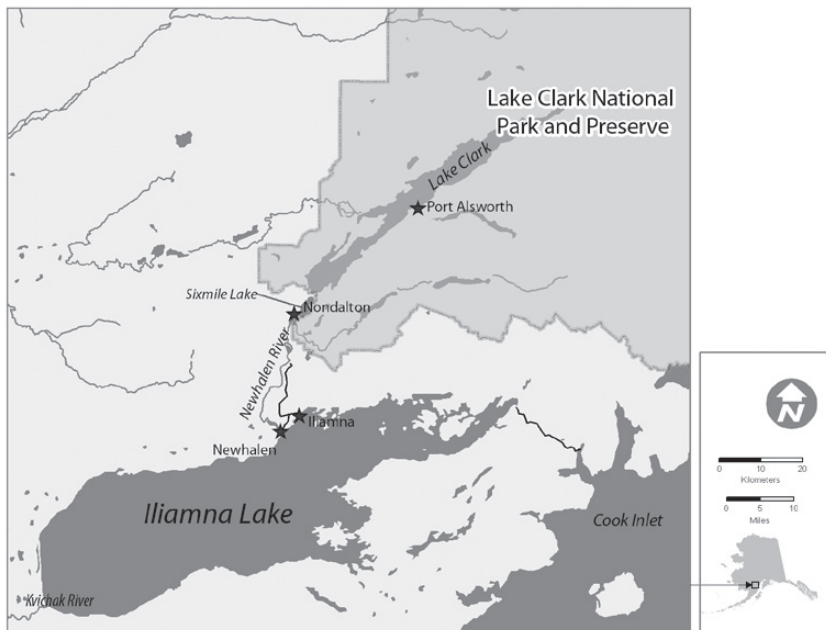 Lake Clark National
Park and Preserve
Lake Clark
Port Alsworth
Sixmile Lake
Nondalton
Newhalen River
Iliamna
Newhalen
Iliamna Lake
Cook Inlet
Kvichak River
N
0 10 20
Kilometers
0 5 10
Miles